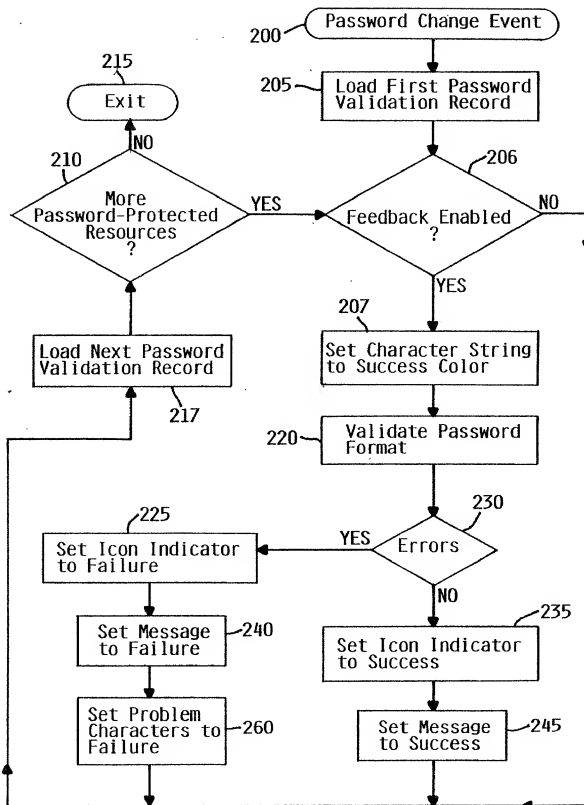 200
Password Change Event
215
205
Load First Password
Validation Record
Exit
NO
210
206
More
Password-Protected
Resources
?
YES
Feedback Enabled
?
NO
YES
207
Load Next Password
Validation Record
217
Set Character String
to Success Color
220
Validate Password
Format
230
225
YES
Errors
Set Icon Indicator
to Failure
NO
235
Set Message
to Failure
240
Set Icon Indicator
to Success
Set Problem
Characters to
Failure
260
Set Message
to Success
245